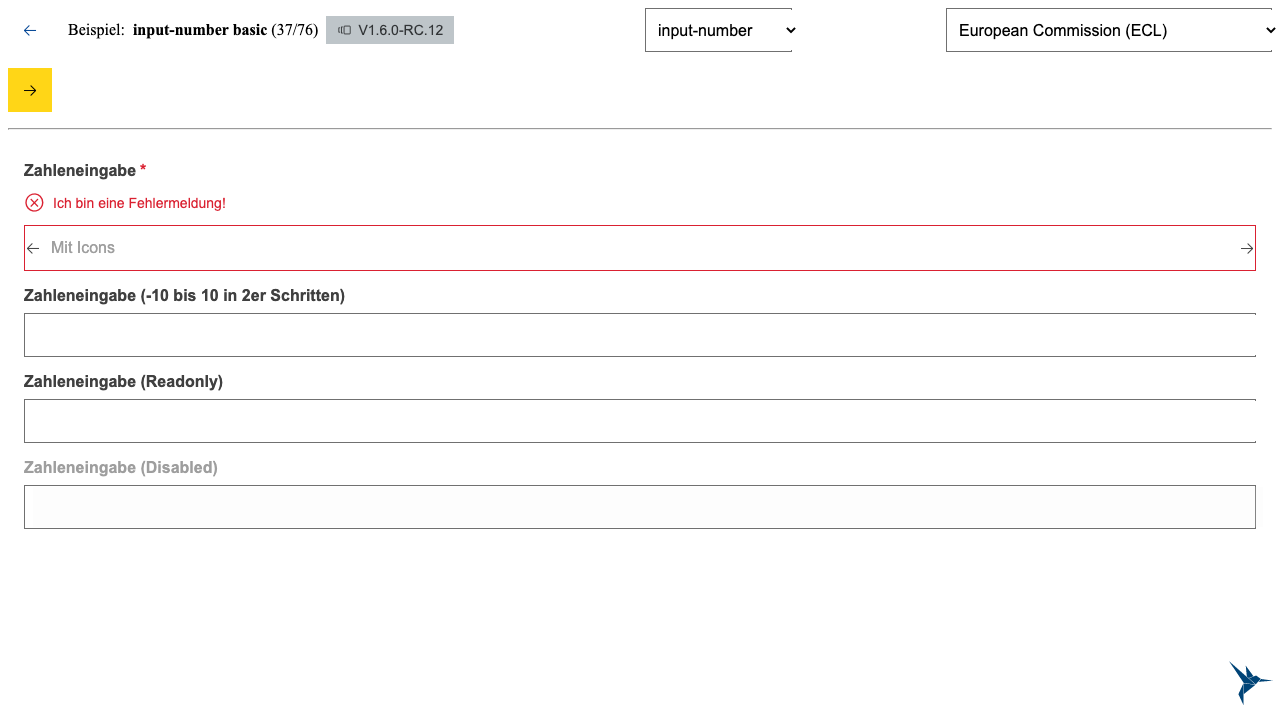 Beispiel: input-number basic (37/76) V1.6.0-RC.12 input-number European Commission (ECL)
Zahleneingabe *
Ich bin eine Fehlermeldung!
Mit Icons
Zahleneingabe (-10 bis 10 in 2er Schritten)
Zahleneingabe (Readonly)
Zahleneingabe (Disabled)